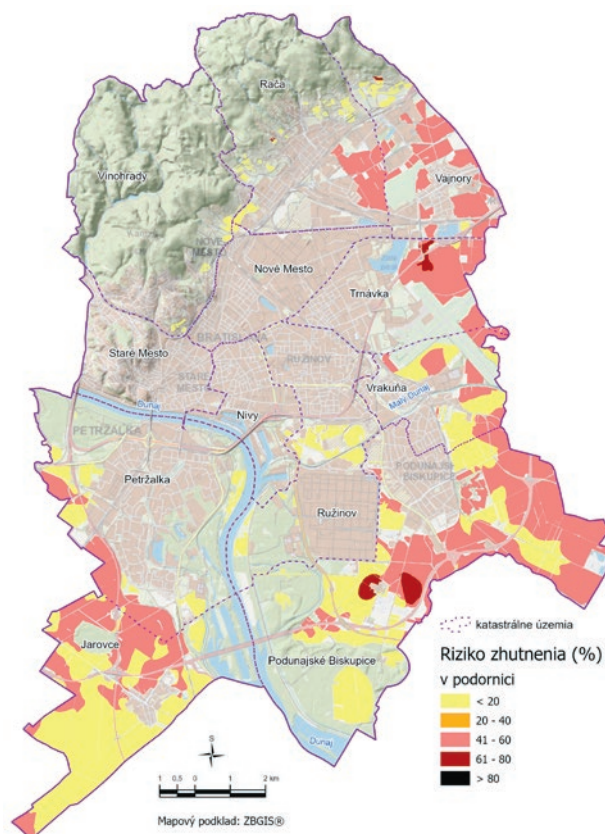 Rača
Vinohrady
Vajnory
NOVÉ
MESTO
Nové Mesto
Trnávka
BRATISLAVA
RUŽINOV
Staré Mesto
STARÉ
MESTO
Vrakuňa
Malý Dunaj
Dunaj
Nivy
PETRŽALKA
PODUNAJSKÉ
BISKUPICE
Petržalka
Ružinov
Jarovce
Podunajské Biskupice
Dunaj
katastrálne územia
Riziko zhutnenia (%)
v podornici
< 20
20 - 40
41 - 60
61 - 80
> 80
S
1 0,5 0 1 2 km
Mapový podklad: ZBGIS®